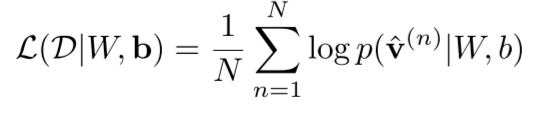 $\mathcal{L}(\mathcal{D}|W, \mathbf{b}) = \frac{1}{N} \sum_{n=1}^{N} \log p(\hat{\mathbf{v}}^{(n)}|W, b)$